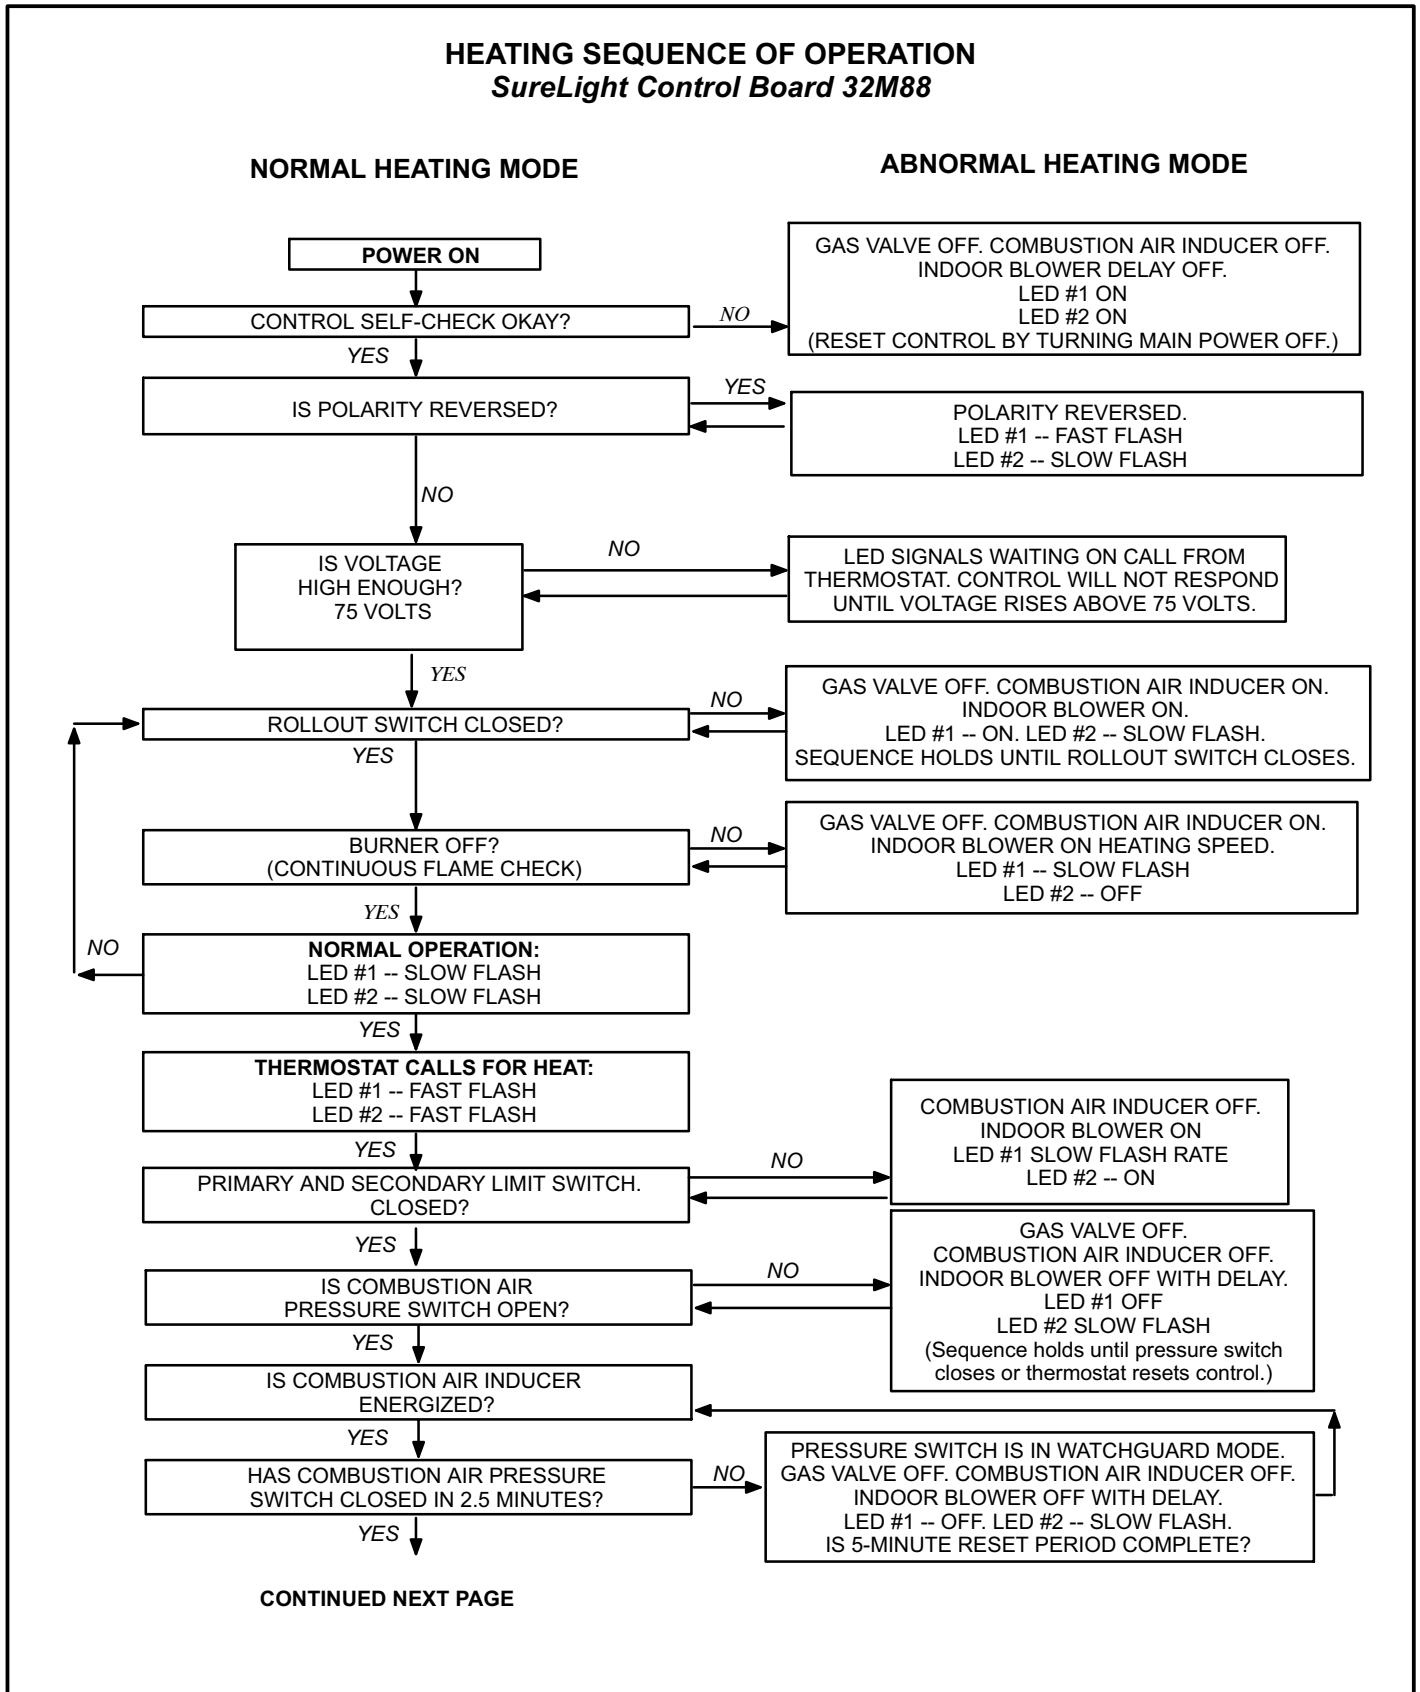 HEATING SEQUENCE OF OPERATION
SureLight Control Board 32M88
NORMAL HEATING MODE
ABNORMAL HEATING MODE
POWER ON
GAS VALVE OFF. COMBUSTION AIR INDUCER OFF.
INDOOR BLOWER DELAY OFF.
LED #1 ON
LED #2 ON
(RESET CONTROL BY TURNING MAIN POWER OFF.)
CONTROL SELF-CHECK OKAY?
NO
YES
IS POLARITY REVERSED?
YES
POLARITY REVERSED.
LED #1 -- FAST FLASH
LED #2 -- SLOW FLASH
NO
IS VOLTAGE
HIGH ENOUGH?
75 VOLTS
NO
LED SIGNALS WAITING ON CALL FROM
THERMOSTAT. CONTROL WILL NOT RESPOND
UNTIL VOLTAGE RISES ABOVE 75 VOLTS.
YES
ROLLOUT SWITCH CLOSED?
NO
GAS VALVE OFF. COMBUSTION AIR INDUCER ON.
INDOOR BLOWER ON.
LED #1 -- ON. LED #2 -- SLOW FLASH.
SEQUENCE HOLDS UNTIL ROLLOUT SWITCH CLOSES.
YES
BURNER OFF?
(CONTINUOUS FLAME CHECK)
NO
GAS VALVE OFF. COMBUSTION AIR INDUCER ON.
INDOOR BLOWER ON HEATING SPEED.
LED #1 -- SLOW FLASH
LED #2 -- OFF
YES
NO
NORMAL OPERATION:
LED #1 -- SLOW FLASH
LED #2 -- SLOW FLASH
YES
THERMOSTAT CALLS FOR HEAT:
LED #1 -- FAST FLASH
LED #2 -- FAST FLASH
YES
PRIMARY AND SECONDARY LIMIT SWITCH.
CLOSED?
NO
COMBUSTION AIR INDUCER OFF.
INDOOR BLOWER ON
LED #1 SLOW FLASH RATE
LED #2 -- ON
YES
IS COMBUSTION AIR
PRESSURE SWITCH OPEN?
NO
GAS VALVE OFF.
COMBUSTION AIR INDUCER OFF.
INDOOR BLOWER OFF WITH DELAY.
LED #1 OFF
LED #2 SLOW FLASH
(Sequence holds until pressure switch
closes or thermostat resets control.)
YES
IS COMBUSTION AIR INDUCER
ENERGIZED?
YES
HAS COMBUSTION AIR PRESSURE
SWITCH CLOSED IN 2.5 MINUTES?
NO
PRESSURE SWITCH IS IN WATCHGUARD MODE.
GAS VALVE OFF. COMBUSTION AIR INDUCER OFF.
INDOOR BLOWER OFF WITH DELAY.
LED #1 -- OFF. LED #2 -- SLOW FLASH.
IS 5-MINUTE RESET PERIOD COMPLETE?
YES
CONTINUED NEXT PAGE